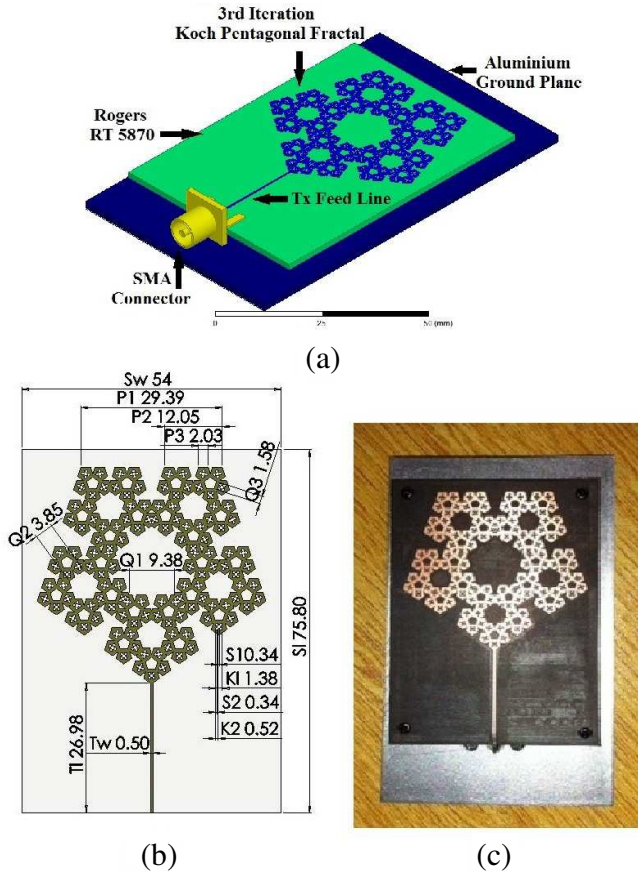 3rd Iteration
Koch Pentagonal Fractal
Aluminium
Ground Plane
Rogers
RT 5870
Tx Feed Line
SMA
Connector
0 25 50 (mm)
(a)
Sw 54
P1 29.39
P2 12.05
P3 2.03
Q3 1.58
Q2 3.85
Q1 9.38
Sl 75.80
S10.34
Kl 1.38
S2 0.34
K2 0.52
Tl 26.98
Tw 0.50
(b)
(c)